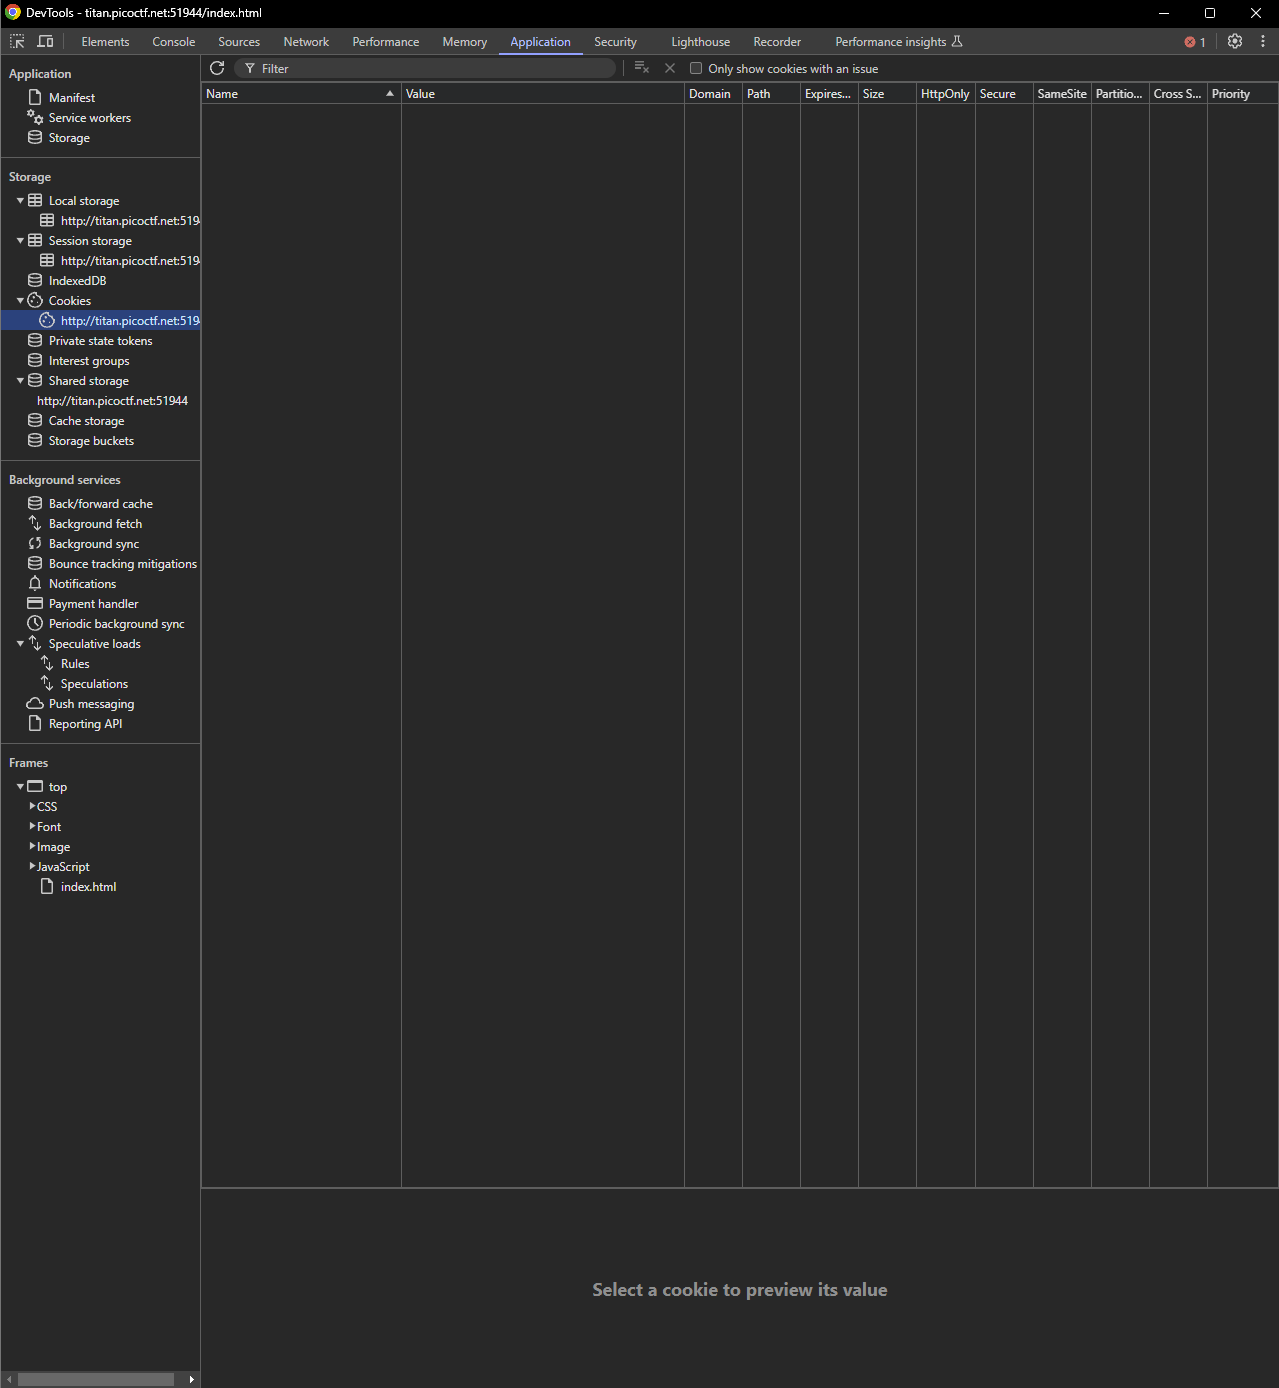 DevTools - titan.picoctf.net:51944/index.html
Elements Console Sources Network Performance Memory Application Security Lighthouse Recorder Performance insights 1
Application
Manifest
Service workers
Storage
Storage
Local storage
http://titan.picoctf.net:519
Session storage
http://titan.picoctf.net:519
IndexedDB
Cookies
http://titan.picoctf.net:519
Private state tokens
Interest groups
Shared storage
http://titan.picoctf.net:51944
Cache storage
Storage buckets
Background services
Back/forward cache
Background fetch
Background sync
Bounce tracking mitigations
Notifications
Payment handler
Periodic background sync
Speculative loads
Rules
Speculations
Push messaging
Reporting API
Frames
top
CSS
Font
Image
JavaScript
index.html
Filter Only show cookies with an issue
Name Value Domain Path Expires... Size HttpOnly Secure SameSite Partitio... Cross S... Priority
Select a cookie to preview its value